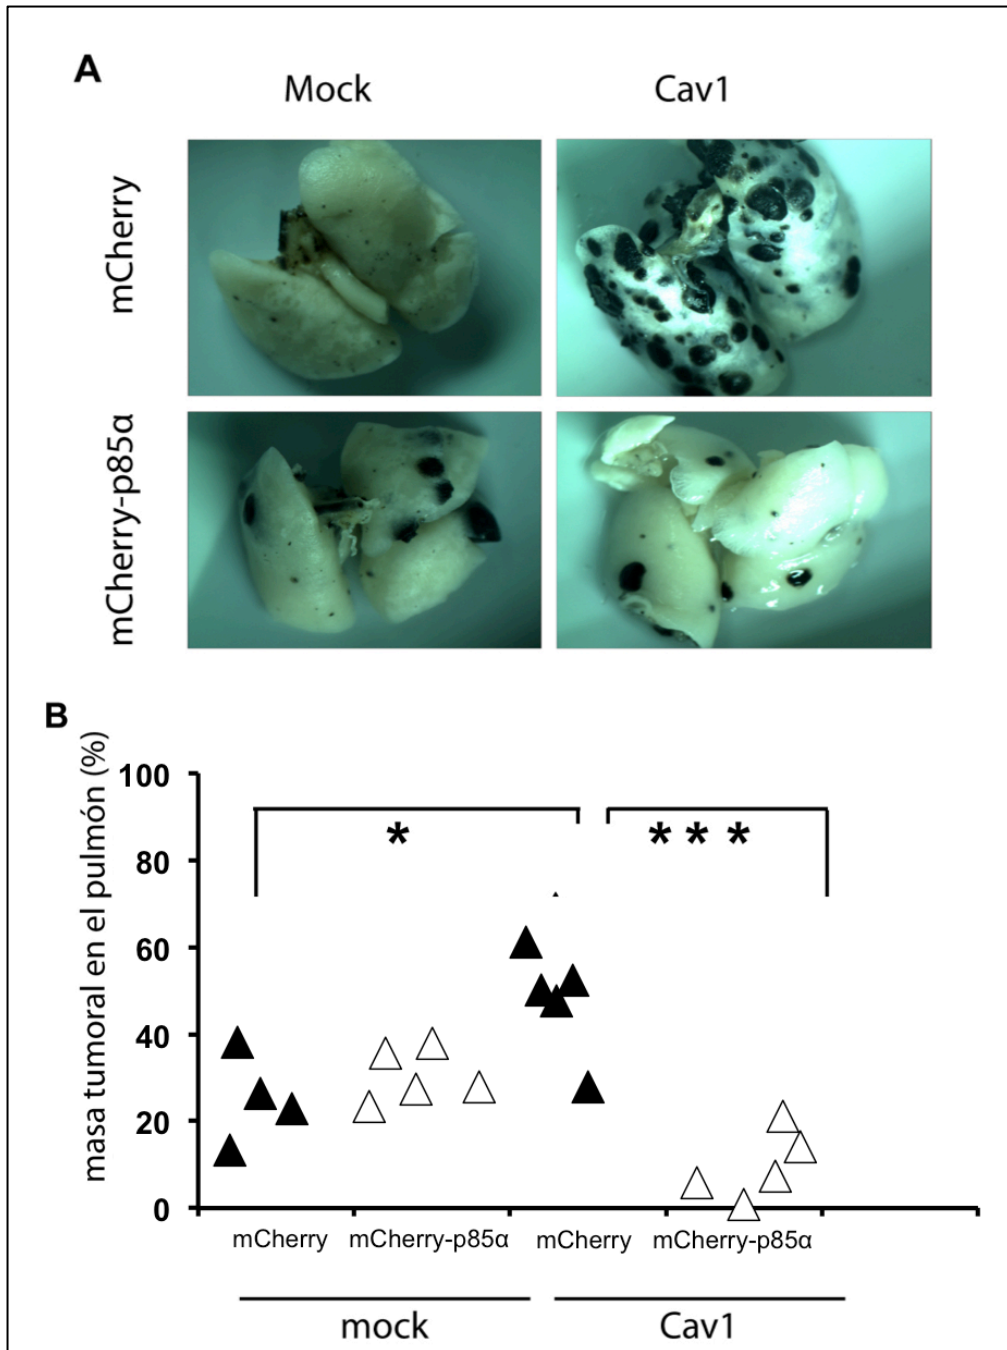 A
Mock Cav1
mCherry
mCherry-p85α
B
masa tumoral en el pulmón (%)
100
80
60
40
20
0
*
* * *
mCherry mCherry-p85α mCherry mCherry-p85α
mock Cav1